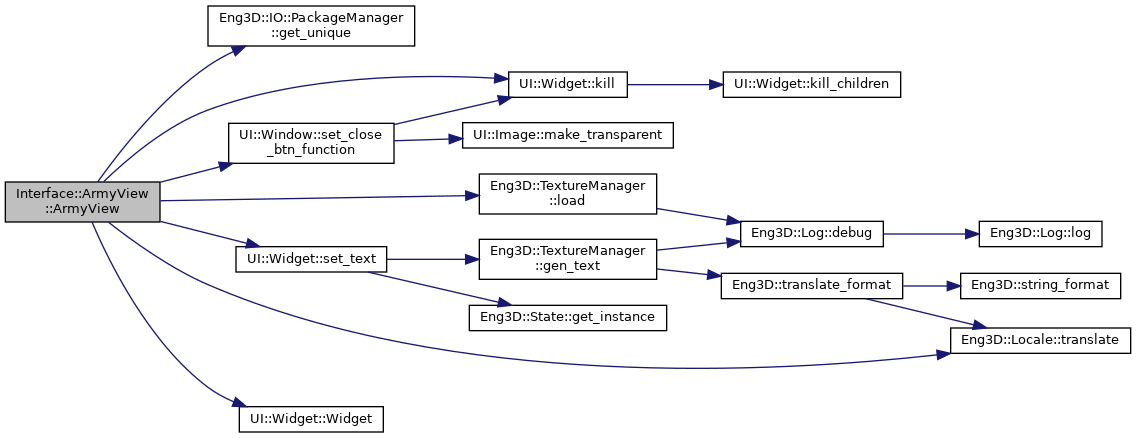 Eng3D::IO::PackageManager
::get_unique
UI::Widget::kill
UI::Widget::kill_children
UI::Window::set_close
_btn_function
UI::Image::make_transparent
Interface::ArmyView
::ArmyView
Eng3D::TextureManager
::load
Eng3D::Log::debug
Eng3D::Log::log
UI::Widget::set_text
Eng3D::TextureManager
::gen_text
Eng3D::translate_format
Eng3D::string_format
Eng3D::State::get_instance
Eng3D::Locale::translate
UI::Widget::Widget